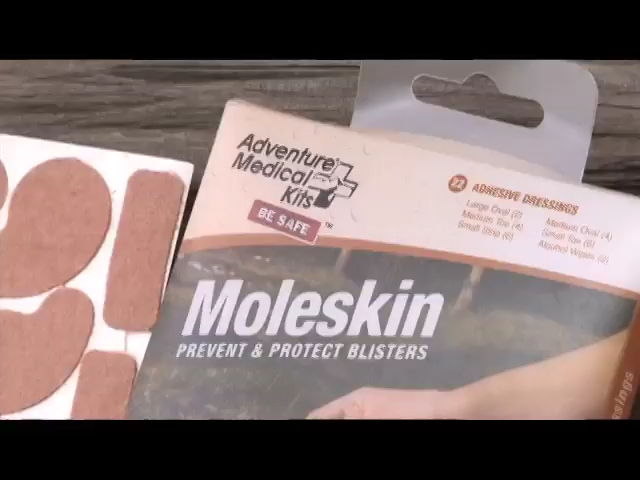 Adventure
Medical
Kits
BE SAFE
™
22 ADHESIVE DRESSINGS
Large Oval (2)
Medium Toe (4)
Small Strip (6)
Medium Oval (4)
Small Toe (6)
Alcohol Wipes (2)
Moleskin
PREVENT & PROTECT BLISTERS